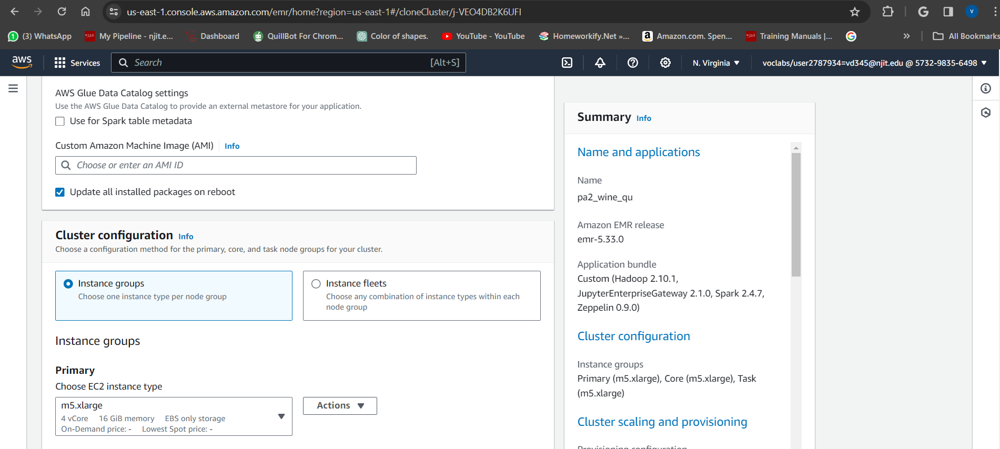 us-east-1.console.aws.amazon.com/emr/home?region=us-east-1#/cloneCluster/j-VEO4DB2K6UFI
V
1 (3) WhatsApp
My Pipeline - njit.e...
Dashboard
QuillBot For Chrom...
Color of shapes.
YouTube - YouTube
Homeworkify.Net »...
Amazon.com. Spen...
Training Manuals |...
»
All Bookmarks
aws
Services
Search
[Alt+S]
N. Virginia
voclabs/user2787934=vd345@njit.edu @ 5732-9835-6498
AWS Glue Data Catalog settings
Use the AWS Glue Data Catalog to provide an external metastore for your application.
Use for Spark table metadata
Custom Amazon Machine Image (AMI)
Info
Choose or enter an AMI ID
Update all installed packages on reboot
Cluster configuration Info
Choose a configuration method for the primary, core, and task node groups for your cluster.
Instance groups
Choose one instance type per node group
Instance fleets
Choose any combination of instance types within each
node group
Instance groups
Primary
Choose EC2 instance type
m5.xlarge
4 vCore 16 GiB memory EBS only storage
On-Demand price: - Lowest Spot price: -
Actions
Summary Info
Name and applications
Name
pa2_wine_qu
Amazon EMR release
emr-5.33.0
Application bundle
Custom (Hadoop 2.10.1,
JupyterEnterpriseGateway 2.1.0, Spark 2.4.7,
Zeppelin 0.9.0)
Cluster configuration
Instance groups
Primary (m5.xlarge), Core (m5.xlarge), Task
(m5.xlarge)
Cluster scaling and provisioning
Provisioning configuration